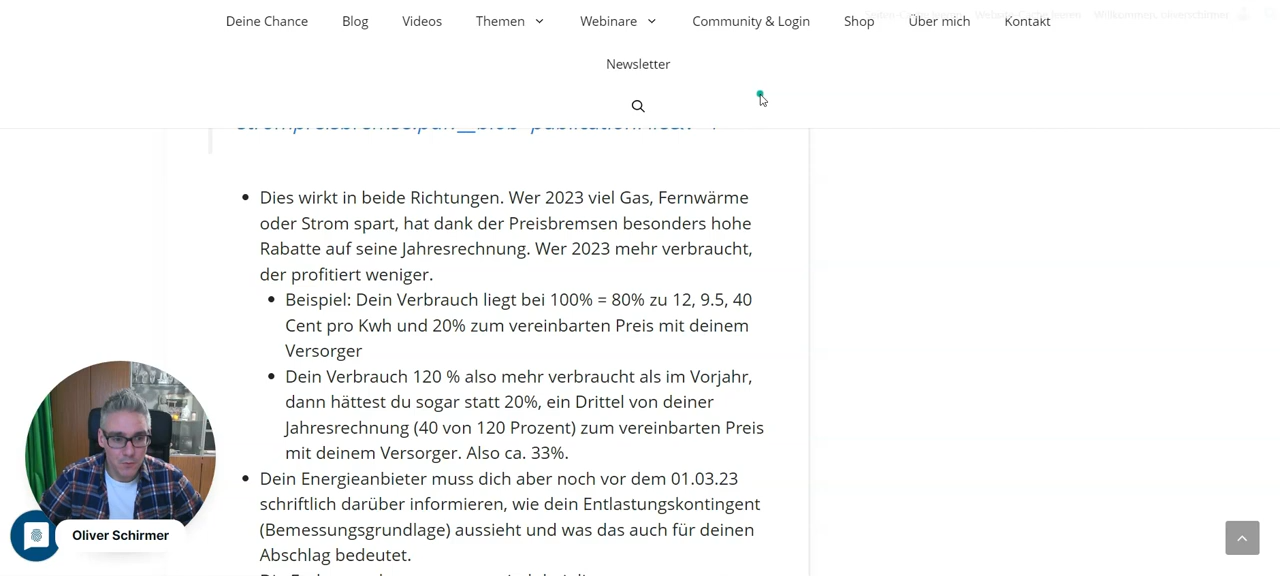 Deine Chance Blog Videos Themen Webinare Community & Login Shop Über mich Kontakt
Newsletter
Dies wirkt in beide Richtungen. Wer 2023 viel Gas, Fernwärme
oder Strom spart, hat dank der Preisbremsen besonders hohe
Rabatte auf seine Jahresrechnung. Wer 2023 mehr verbraucht,
der profitiert weniger.
Beispiel: Dein Verbrauch liegt bei 100% = 80% zu 12, 9.5, 40
Cent pro Kwh und 20% zum vereinbarten Preis mit deinem
Versorger
Dein Verbrauch 120 % also mehr verbraucht als im Vorjahr,
dann hättest du sogar statt 20%, ein Drittel von deiner
Jahresrechnung (40 von 120 Prozent) zum vereinbarten Preis
mit deinem Versorger. Also ca. 33%.
Dein Energieanbieter muss dich aber noch vor dem 01.03.23
schriftlich darüber informieren, wie dein Entlastungskontingent
(Bemessungsgrundlage) aussieht und was das auch für deinen
Abschlag bedeutet.
Oliver Schirmer